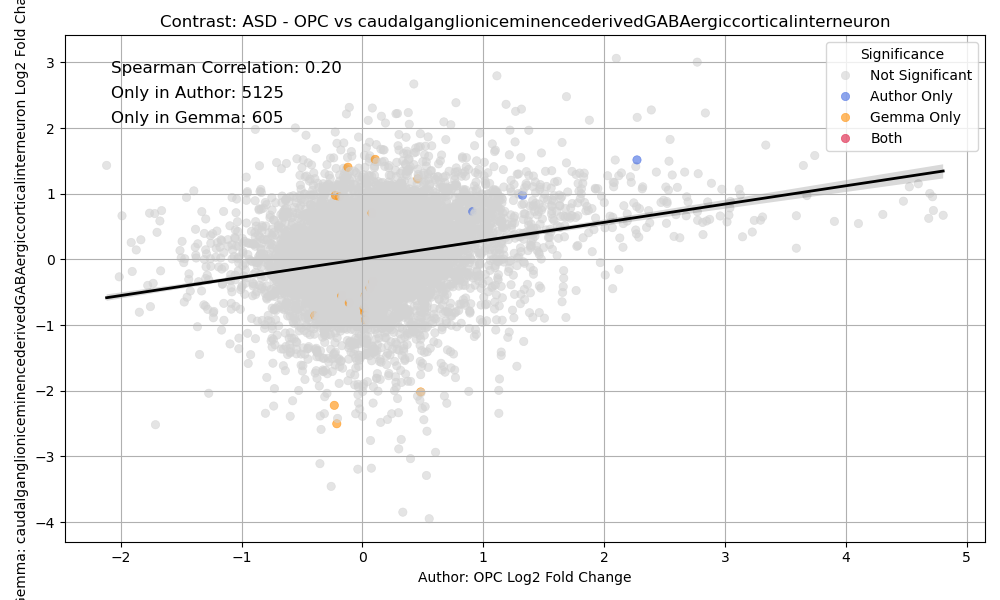 Contrast: ASD - OPC vs caudalganglioniceminencederivedGABAergiccorticalinterneuron
Spearman Correlation: 0.20
Only in Author: 5125
Only in Gemma: 605
Significance
Not Significant
Author Only
Gemma Only
Both
3
2
1
0
−1
−2
−3
−4
−2
−1
0
1
2
3
4
5
Author: OPC Log2 Fold Change
Gemma: caudalganglioniceminencederivedGABAergiccorticalinterneuron Log2 Fold Cha